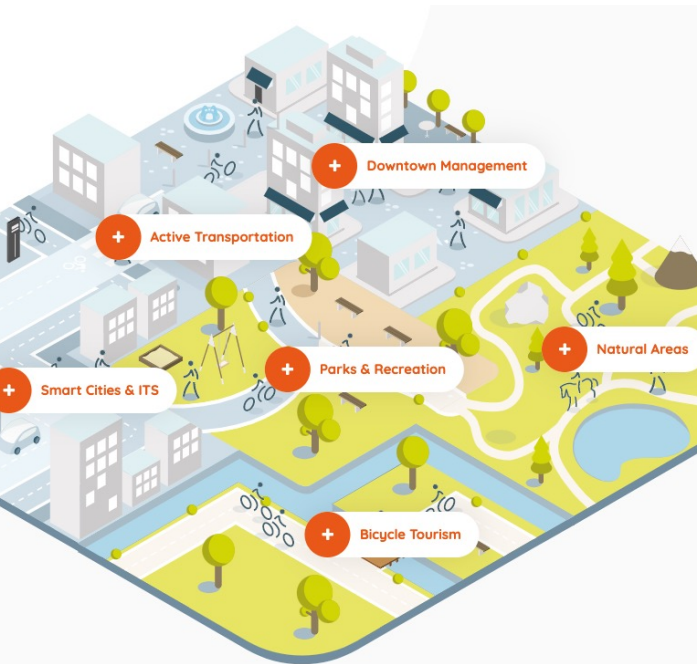 Downtown Management
Active Transportation
Natural Areas
Parks & Recreation
Smart Cities & ITS
Bicycle Tourism